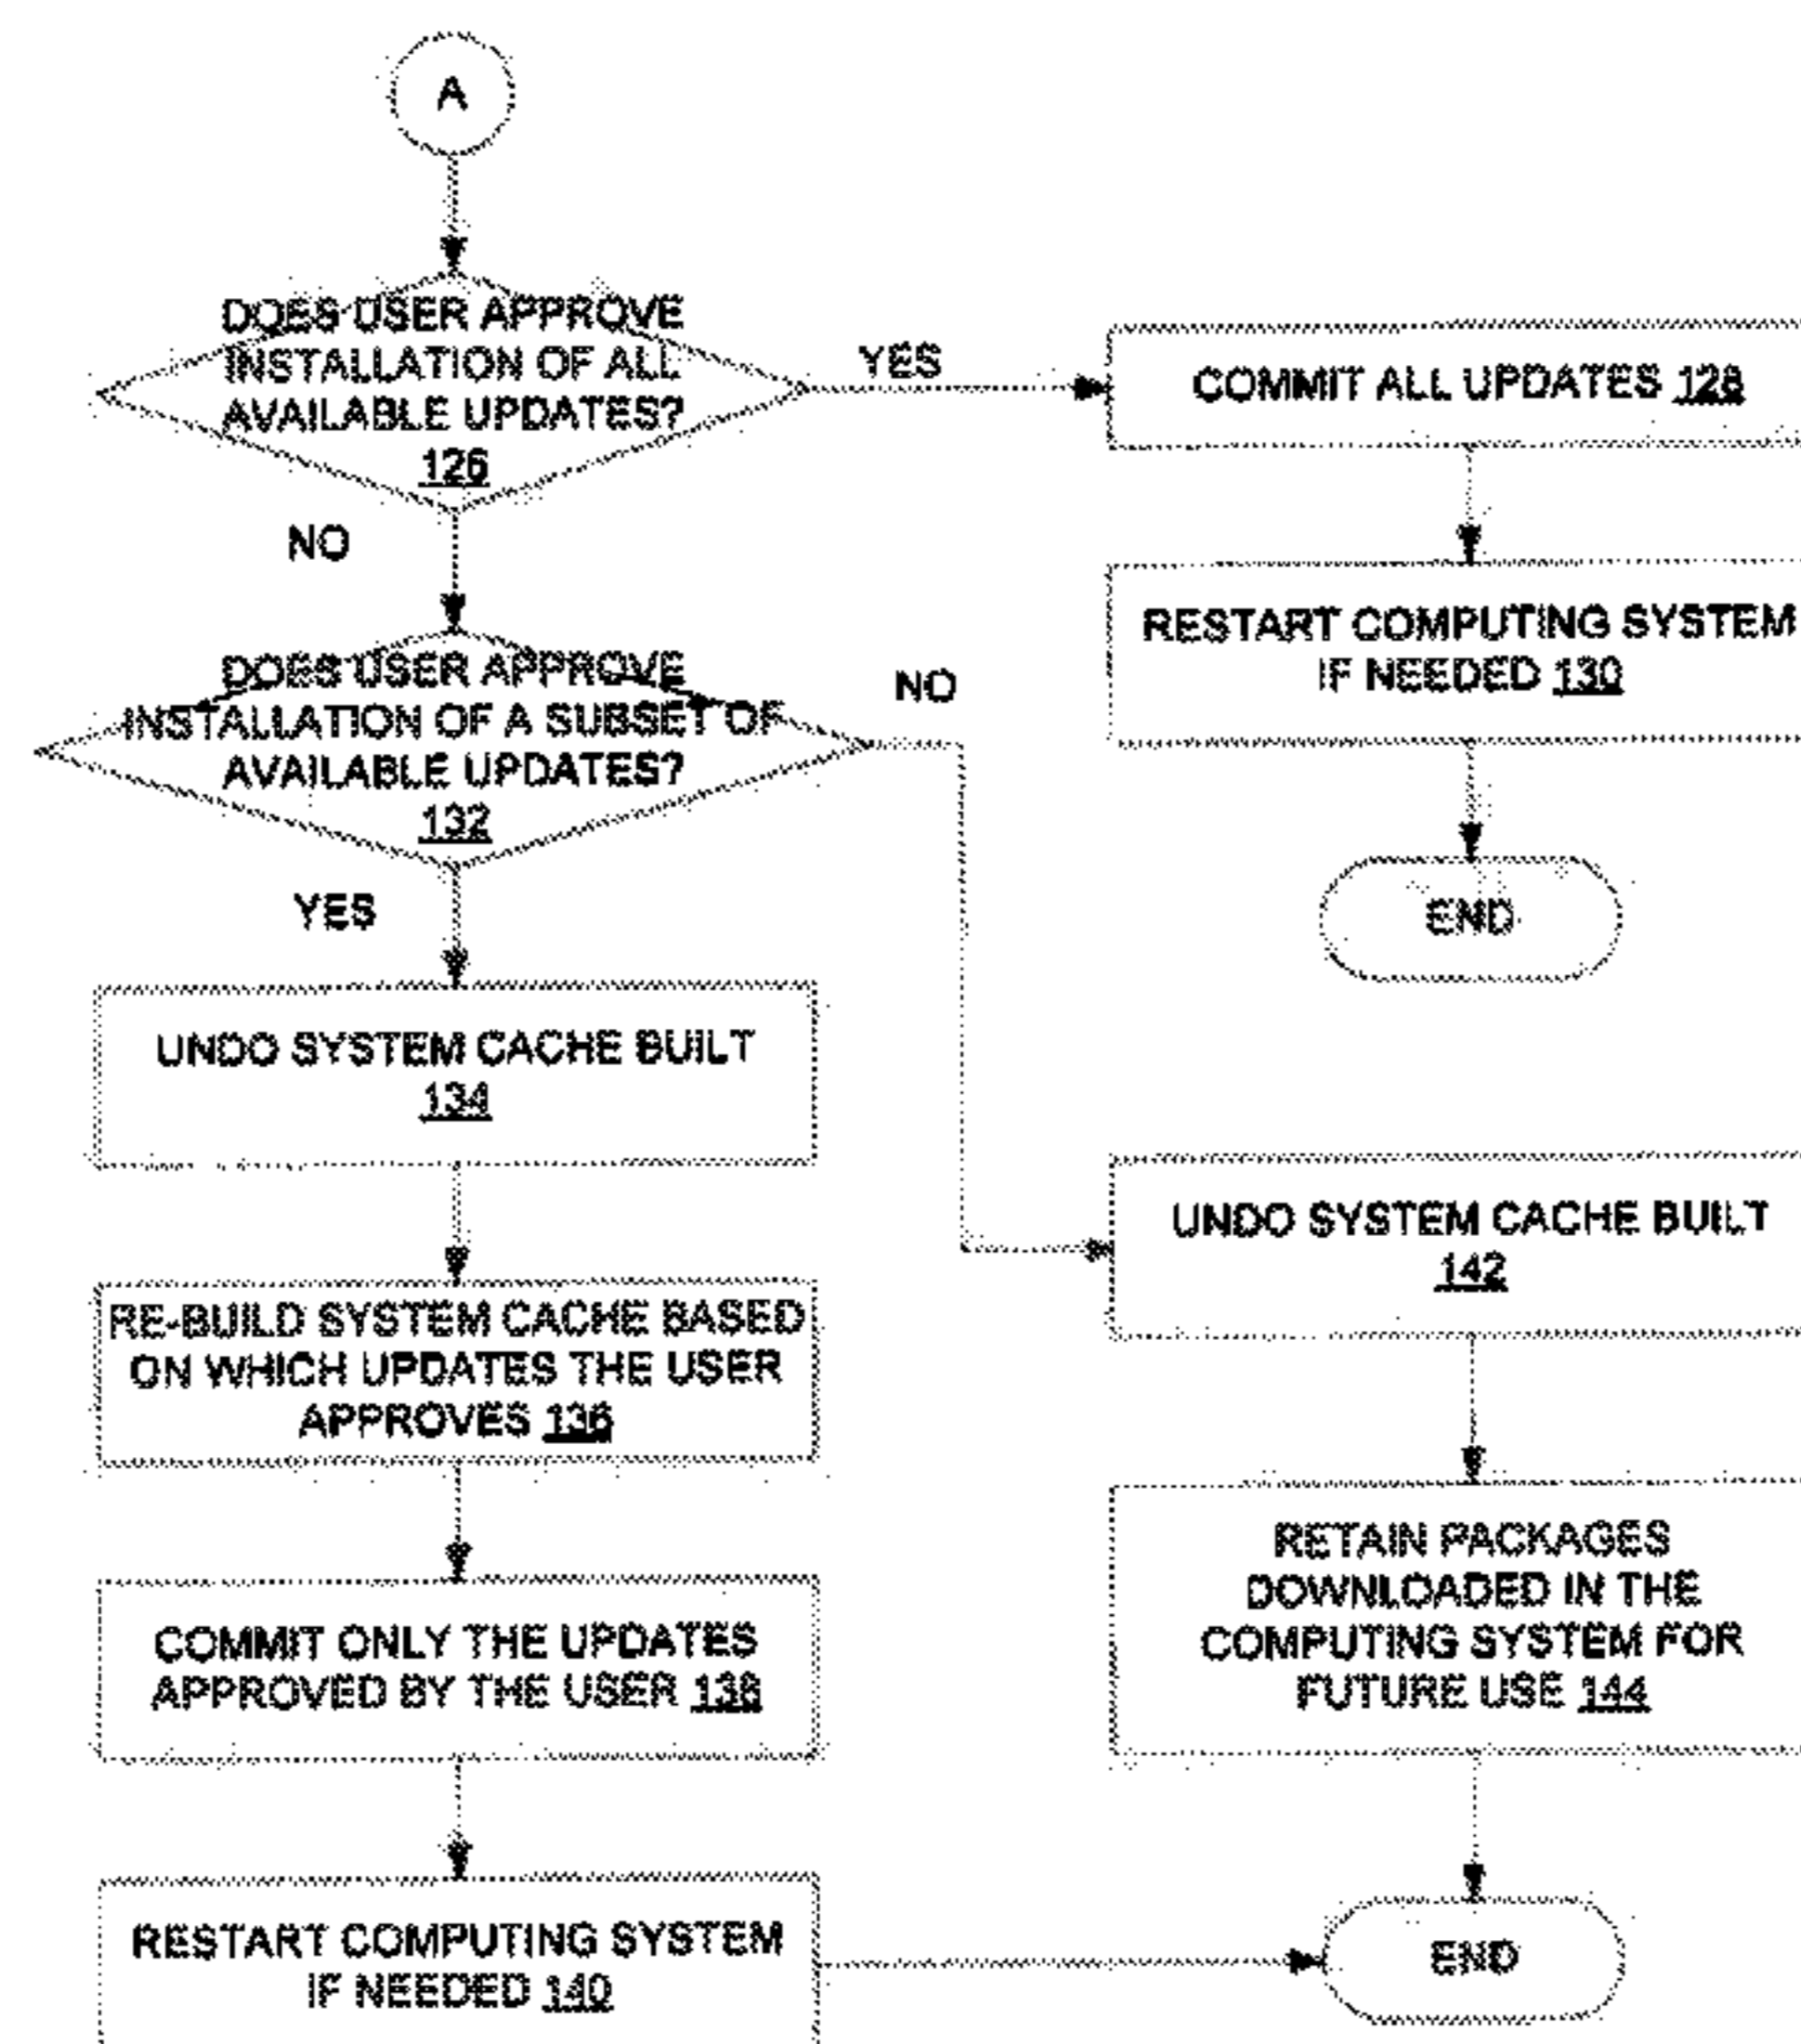 A
DOES USER APPROVE
INSTALLATION OF ALL
AVAILABLE UPDATES?
126
YES
COMMIT ALL UPDATES 128
RESTART COMPUTING SYSTEM
IF NEEDED 130
END
NO
DOES USER APPROVE
INSTALLATION OF A SUBSET OF
AVAILABLE UPDATES?
132
NO
YES
UNDO SYSTEM CACHE BUILT
134
RE-BUILD SYSTEM CACHE BASED
ON WHICH UPDATES THE USER
APPROVES 136
COMMIT ONLY THE UPDATES
APPROVED BY THE USER 138
RESTART COMPUTING SYSTEM
IF NEEDED 140
UNDO SYSTEM CACHE BUILT
142
RETAIN PACKAGES
DOWNLOADED IN THE
COMPUTING SYSTEM FOR
FUTURE USE 144
END